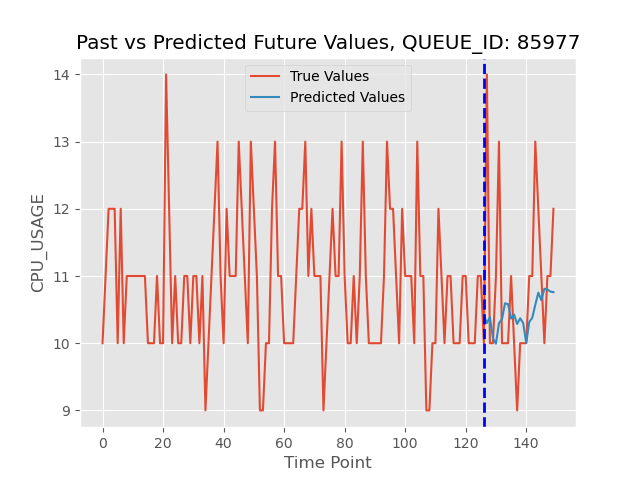 Past vs Predicted Future Values, QUEUE_ID: 85977
True Values
Predicted Values
14
13
12
11
10
9
CPU_USAGE
0 20 40 60 80 100 120 140
Time Point